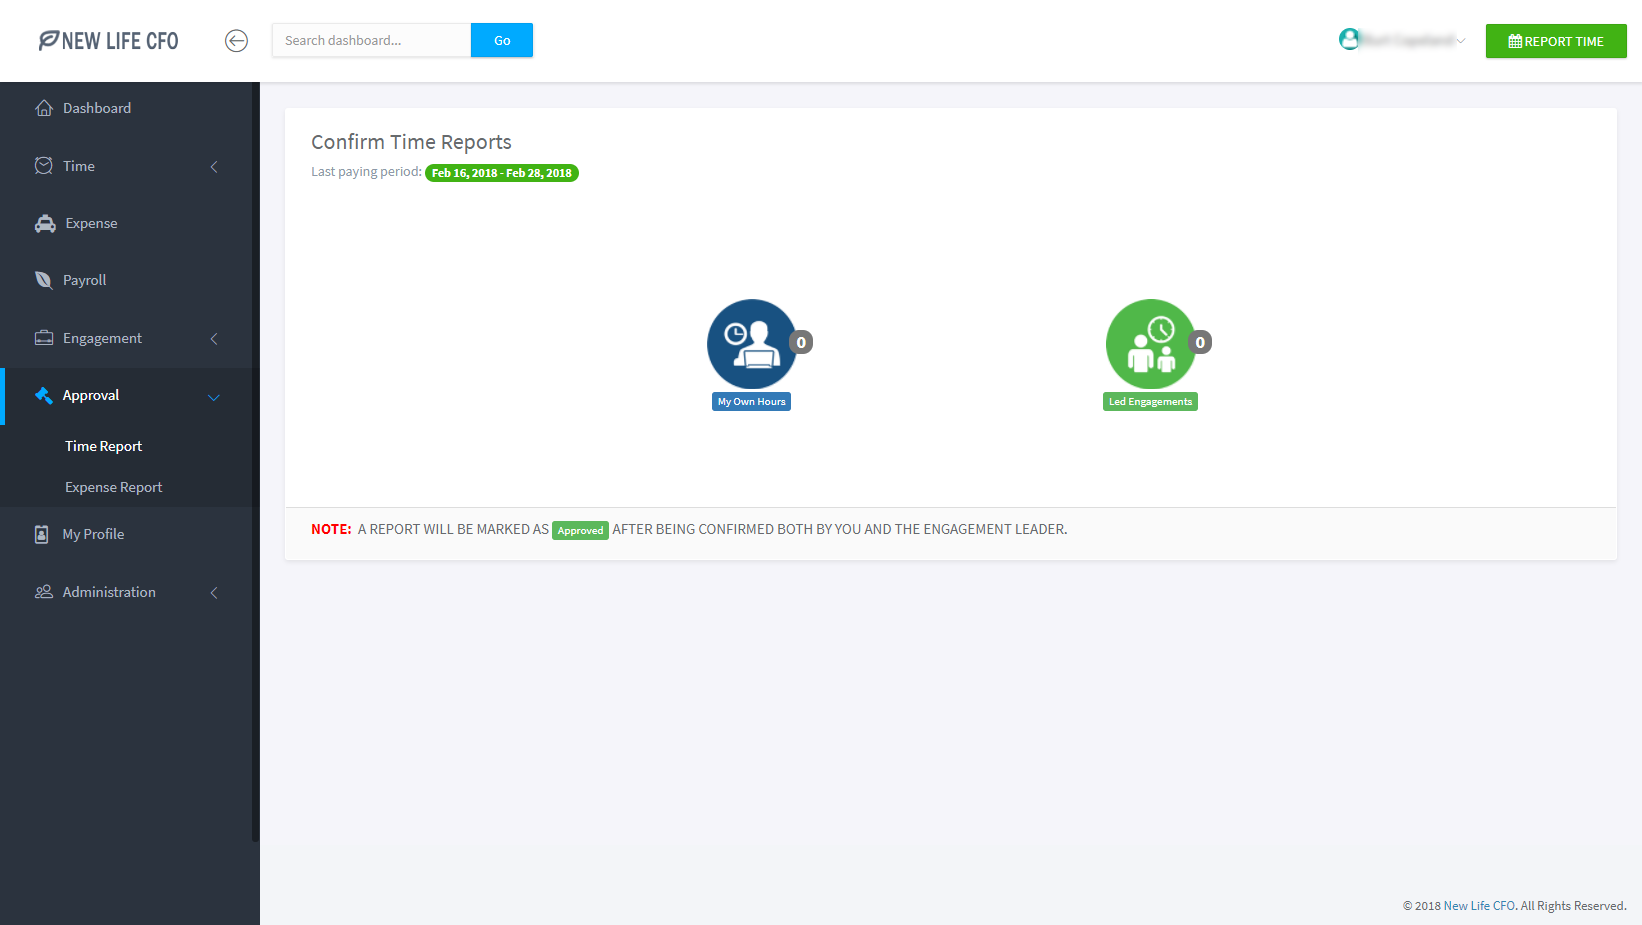 NEW LIFE CFO
Search dashboard...
Go
REPORT TIME
Dashboard
Time
Expense
Payroll
Engagement
Approval
Time Report
Expense Report
My Profile
Administration
Confirm Time Reports
Last paying period: Feb 16, 2018 - Feb 28, 2018
0
My Own Hours
0
Led Engagements
NOTE: A REPORT WILL BE MARKED AS Approved AFTER BEING CONFIRMED BOTH BY YOU AND THE ENGAGEMENT LEADER.
© 2018 New Life CFO. All Rights Reserved.